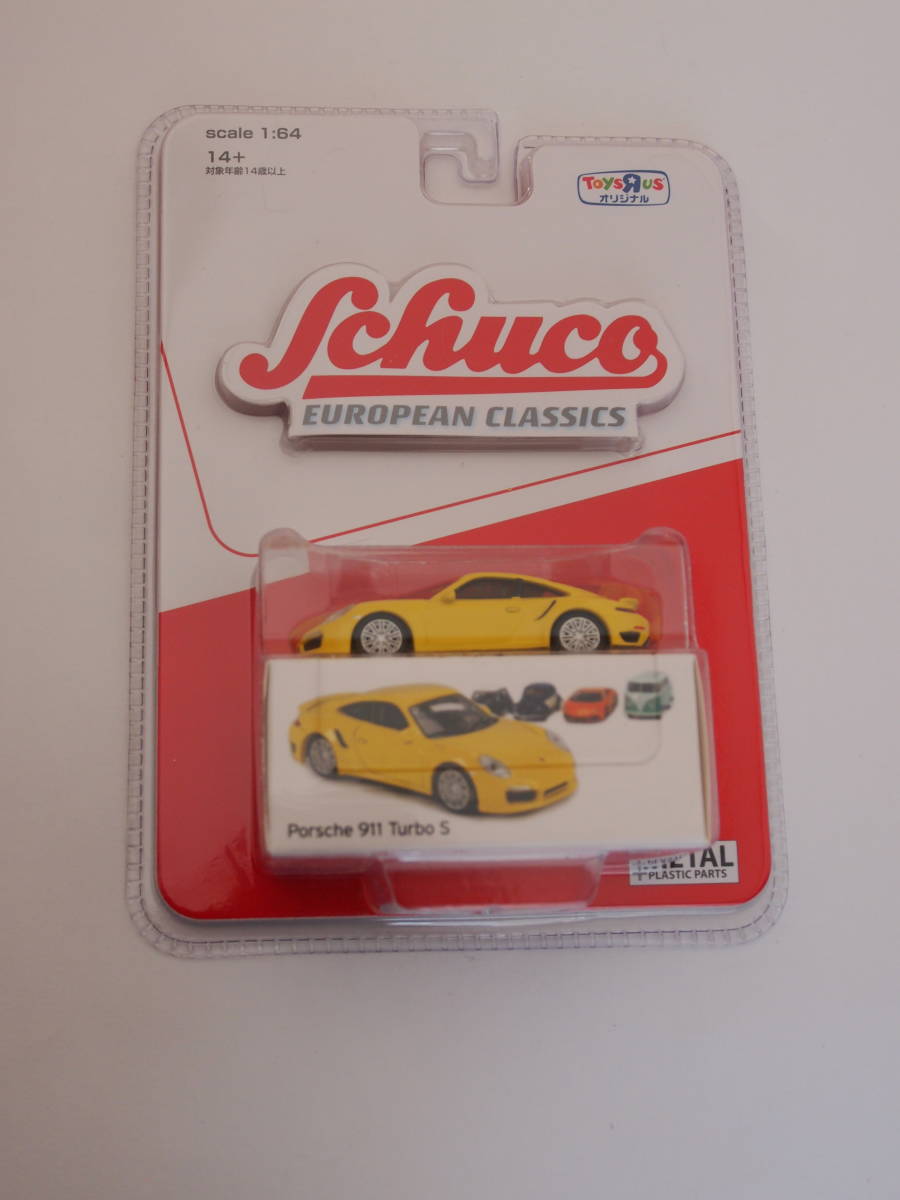 scale 1:64
14+
対象年齢14歳以上
ToysЯus
オリジナル
Schuco
EUROPEAN CLASSICS
Porsche 911 Turbo S
METAL
PLASTIC PARTS